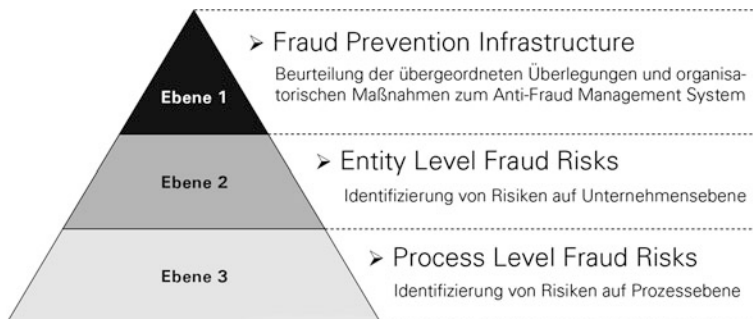 ➢ Fraud Prevention Infrastructure
Beurteilung der übergeordneten Überlegungen und organisa-
torischen Maßnahmen zum Anti-Fraud Management System
Ebene 1
➢ Entity Level Fraud Risks
Identifizierung von Risiken auf Unternehmensebene
Ebene 2
➢ Process Level Fraud Risks
Identifizierung von Risiken auf Prozessebene
Ebene 3